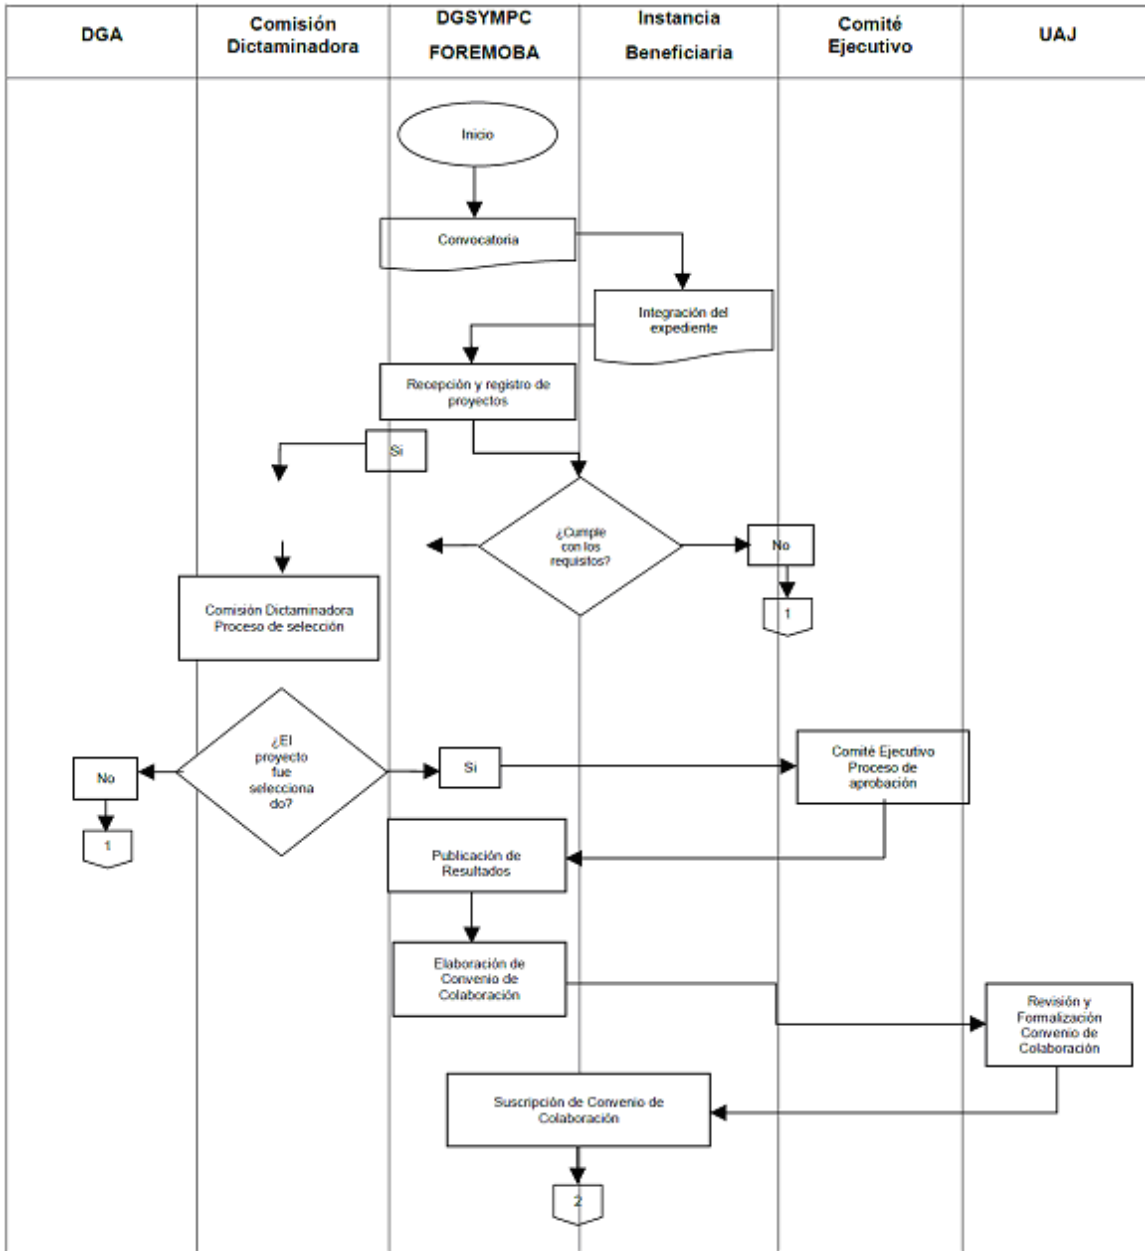 DGA
Comisión
Dictaminadora
DGSYMPC
FOREMOBA
Instancia
Beneficiaria
Comité
Ejecutivo
UAJ
Inicio
Convocatoria
Integración del
expediente
Recepción y registro de
proyectos
Si
¿Cumple
con los
requisitos?
No
1
Comisión Dictaminadora
Proceso de selección
¿El
proyecto
fue
selecciona
do?
No
1
Si
Comité Ejecutivo
Proceso de
aprobación
Publicación de
Resultados
Elaboración de
Convenio de
Colaboración
Revisión y
Formalización
Convenio de
Colaboración
Suscripción de Convenio de
Colaboración
2